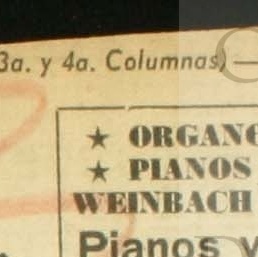 3a. y 4a. Columnas) —
★ ORGANO
★ PIANOS
WEINBACH
Pianos y